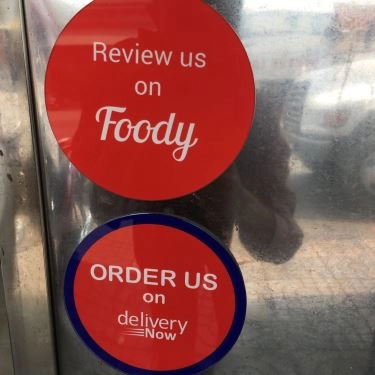 Review us
on
Foody
ORDER US
on
delivery
Now